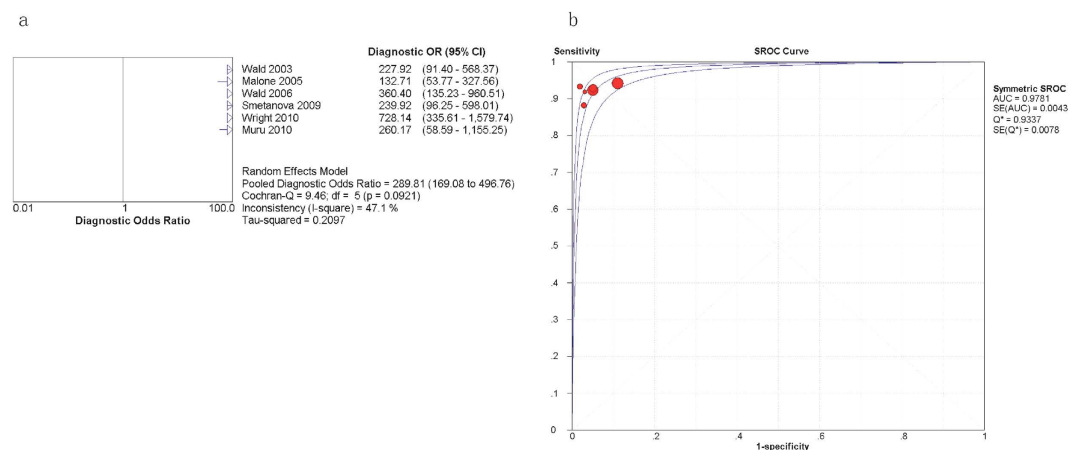 a
Diagnostic OR (95% CI)
Wald 2003 227.92 (91.40 - 568.37)
Malone 2005 132.71 (53.77 - 327.56)
Wald 2006 360.40 (135.23 - 960.51)
Smetanova 2009 239.92 (96.25 - 598.01)
Wright 2010 728.14 (335.61 - 1,579.74)
Muru 2010 260.17 (58.59 - 1,155.25)
Random Effects Model
Pooled Diagnostic Odds Ratio = 289.81 (169.08 to 496.76)
Cochran-Q = 9.46; df = 5 (p = 0.0921)
Inconsistency (I-square) = 47.1 %
Tau-squared = 0.2097
0.01 1 100.0
Diagnostic Odds Ratio
b
Sensitivity SROC Curve
1
.9
.8
.7
.6
.5
.4
.3
.2
.1
0
0 .2 .4 .6 .8 1
1-specificity
Symmetric SROC
AUC = 0.9781
SE(AUC) = 0.0043
Q* = 0.9337
SE(Q*) = 0.0078